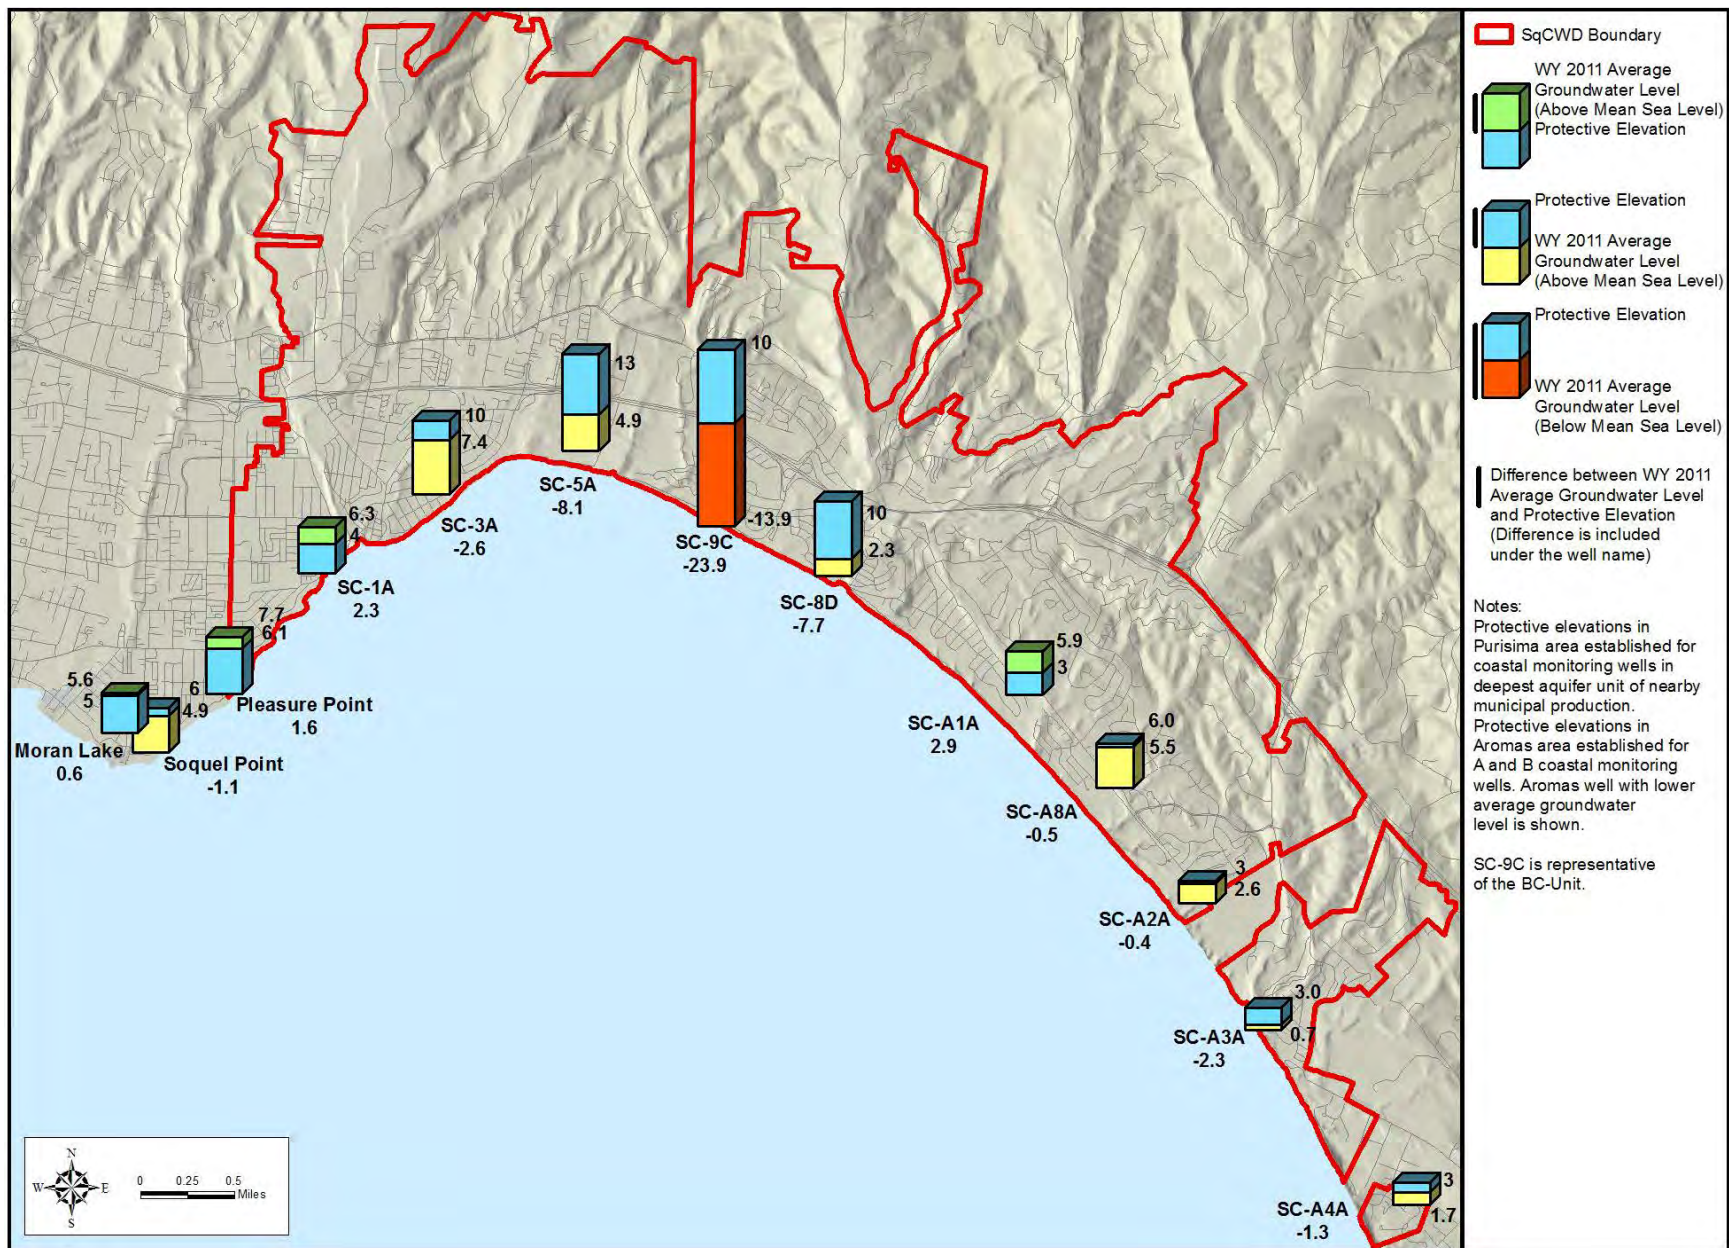 10
7.4
SC-3A
-2.6
13
4.9
SC-5A
-8.1
10
-13.9
SC-9C
-23.9
10
2.3
SC-8D
-7.7
6.3
4
SC-1A
2.3
7.7
6.1
Pleasure Point
1.6
5.6
5
Moran Lake
0.6
6
4.9
Soquel Point
-1.1
5.9
3
SC-A1A
2.9
6.0
5.5
SC-A8A
-0.5
3
2.6
SC-A2A
-0.4
3.0
0.7
SC-A3A
-2.3
3
1.7
SC-A4A
-1.3
N
W
E
S
0 0.25 0.5
Miles
SqCWD Boundary
WY 2011 Average
Groundwater Level
(Above Mean Sea Level)
Protective Elevation
Protective Elevation
WY 2011 Average
Groundwater Level
(Above Mean Sea Level)
Protective Elevation
WY 2011 Average
Groundwater Level
(Below Mean Sea Level)
Difference between WY 2011
Average Groundwater Level
and Protective Elevation
(Difference is included
under the well name)
Notes:
Protective elevations in
Purisima area established for
coastal monitoring wells in
deepest aquifer unit of nearby
municipal production.
Protective elevations in
Aromas area established for
A and B coastal monitoring
wells. Aromas well with lower
average groundwater
level is shown.
SC-9C is representative
of the BC-Unit.